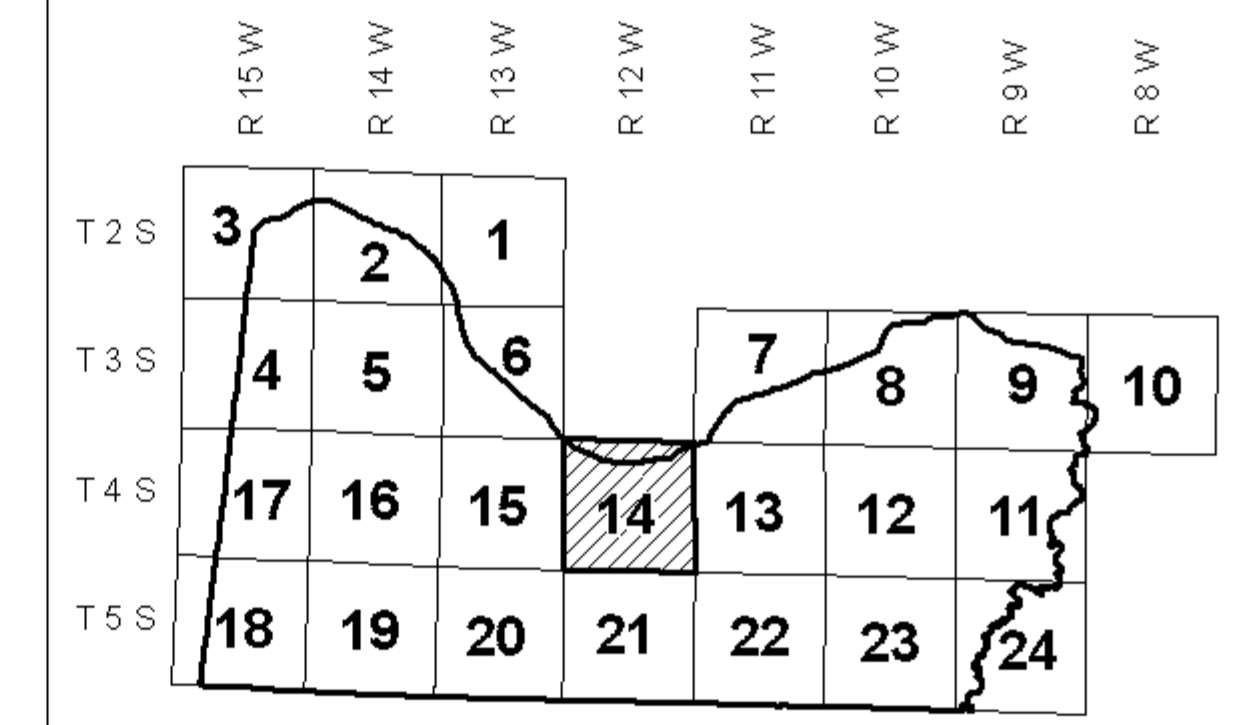 R 15 W R 14 W R 13 W R 12 W R 11 W R 10 W R 9 W R 8 W
T 2 S 3 2 1
T 3 S 4 5 6 7 8 9 10
T 4 S 17 16 15 14 13 12 11
T 5 S 18 19 20 21 22 23 24